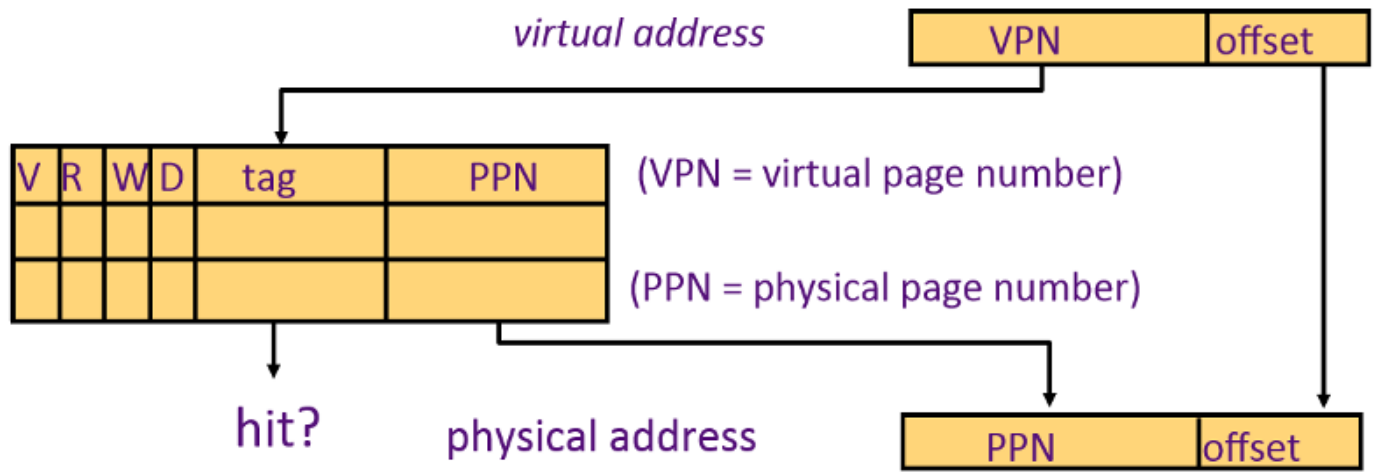 virtual address
VPN offset
V R W D tag PPN
(VPN = virtual page number)
(PPN = physical page number)
hit?
physical address
PPN offset